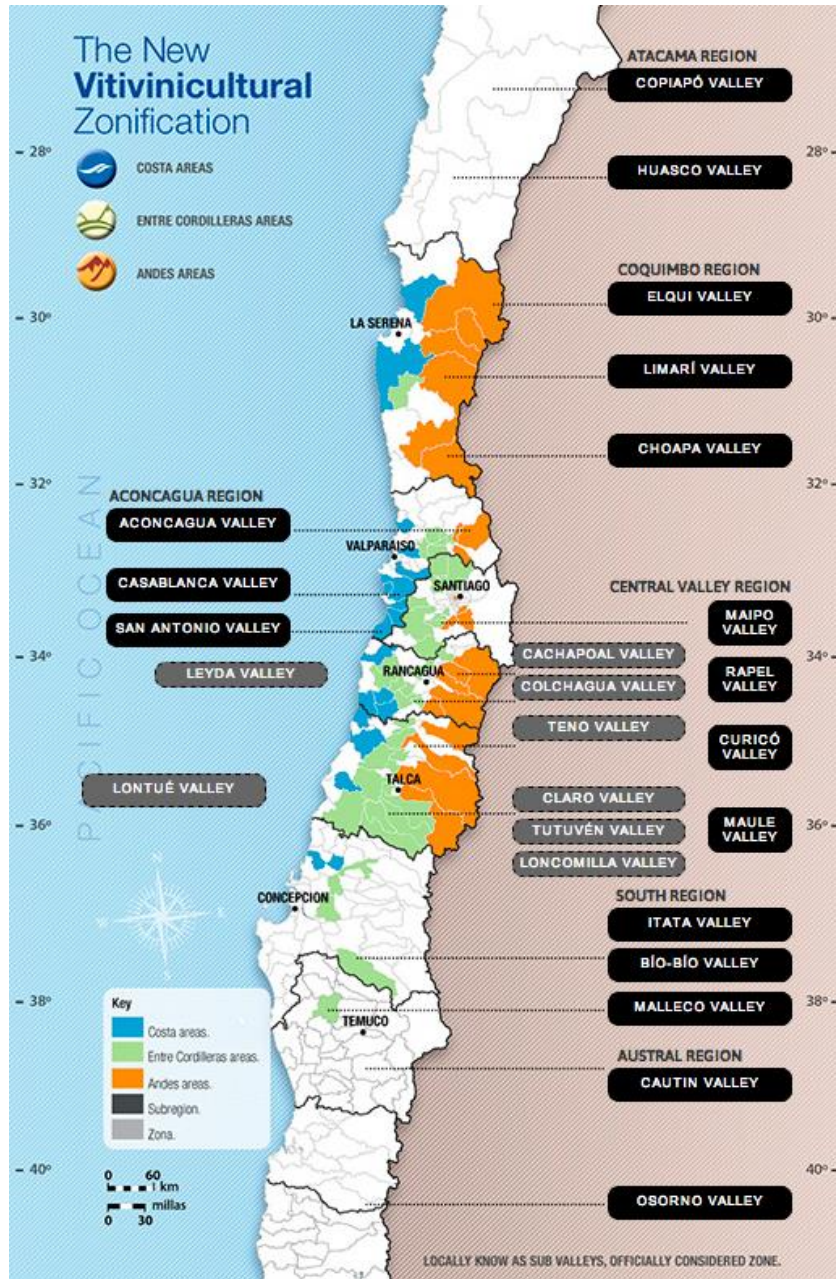 The New
Vitivinicultural
Zonification
COSTA AREAS
ENTRE CORDILLERAS AREAS
ANDES AREAS
ATACAMA REGION
COPIAPÓ VALLEY
28º
28º
HUASCO VALLEY
COQUIMBO REGION
ELQUI VALLEY
30º
30º
LA SERENA
LIMARÍ VALLEY
CHOAPA VALLEY
32º
32º
PACIFIC OCEAN
ACONCAGUA REGION
ACONCAGUA VALLEY
VALPARAISO
CASABLANCA VALLEY
SANTIAGO
CENTRAL VALLEY REGION
SAN ANTONIO VALLEY
MAIPO
VALLEY
34º
34º
LEYDA VALLEY
RANCAGUA
CACHAPOAL VALLEY
COLCHAGUA VALLEY
RAPEL
VALLEY
TENO VALLEY
CURICÓ
VALLEY
LONTUÉ VALLEY
TALCA
CLARO VALLEY
TUTUVÉN VALLEY
LONCOMILLA VALLEY
MAULE
VALLEY
36º
36º
N
W
E
S
CONCEPCION
SOUTH REGION
ITATA VALLEY
BÍO-BÍO VALLEY
38º
38º
MALLECO VALLEY
TEMUCO
AUSTRAL REGION
CAUTIN VALLEY
Key
Costa areas.
Entre Cordilleras areas.
Andes areas.
Subregion.
Zona.
40º
40º
0 60
km
millas
0 30
OSORNO VALLEY
LOCALLY KNOW AS SUB VALLEYS, OFFICIALLY CONSIDERED ZONE.